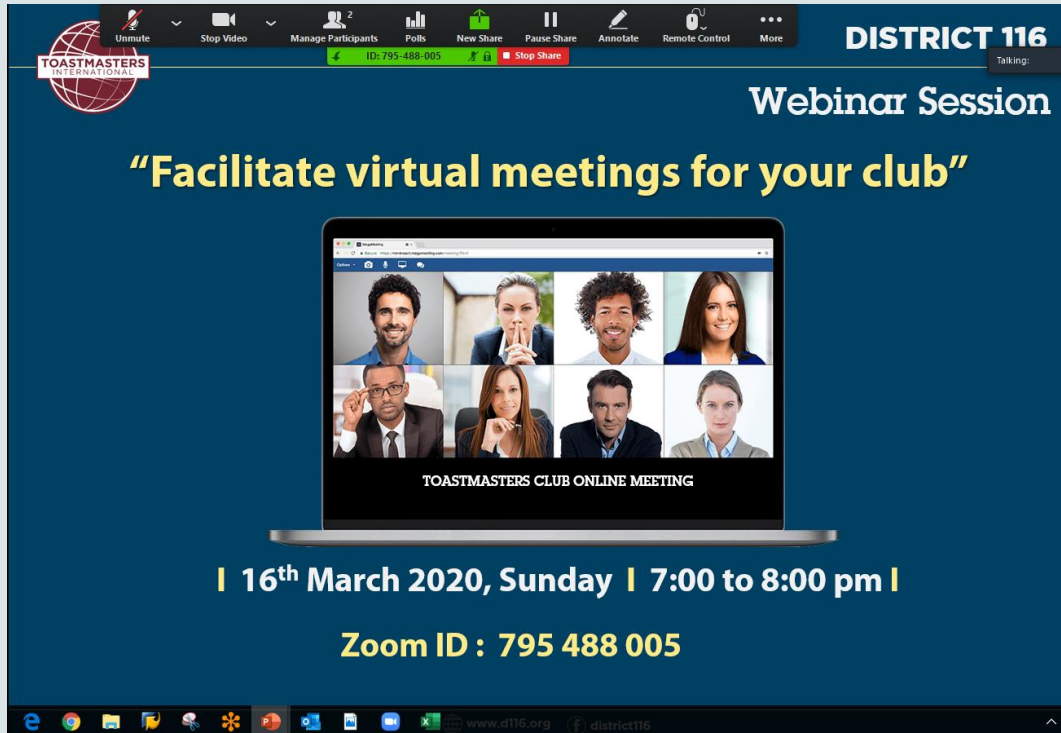 Unmute
Stop Video
Manage Participants
2
Polls
New Share
Pause Share
Annotate
Remote Control
More
ID: 795-488-005
Stop Share
Talking:
TOASTMASTERS
INTERNATIONAL
DISTRICT 116
Webinar Session
“Facilitate virtual meetings for your club”
MegaMeeting
Options
TOASTMASTERS CLUB ONLINE MEETING
I 16th March 2020, Sunday I 7:00 to 8:00 pm I
Zoom ID : 795 488 005
www.d116.org
district116